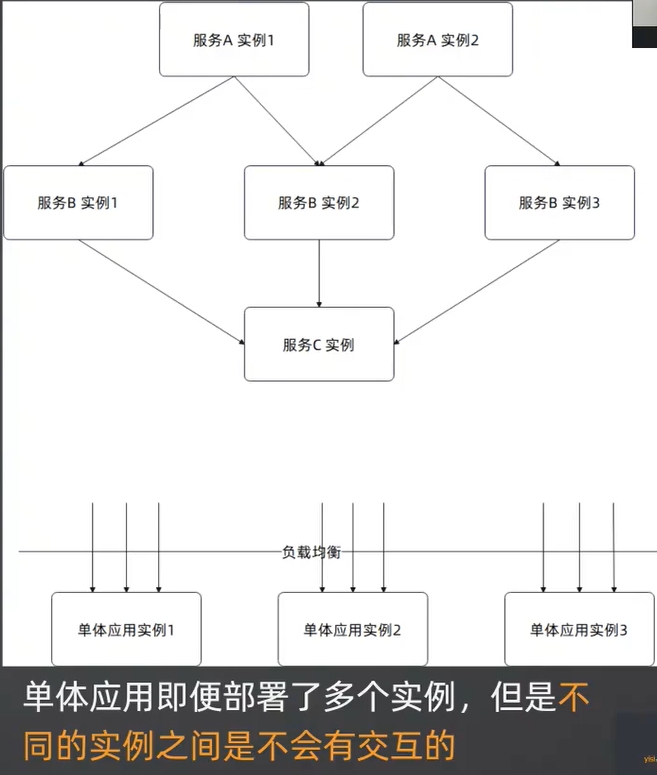 服务A 实例1
服务A 实例2
服务B 实例1
服务B 实例2
服务B 实例3
服务C 实例
负载均衡
单体应用实例1
单体应用实例2
单体应用实例3
单体应用即便部署了多个实例，但是不
同的实例之间是不会有交互的